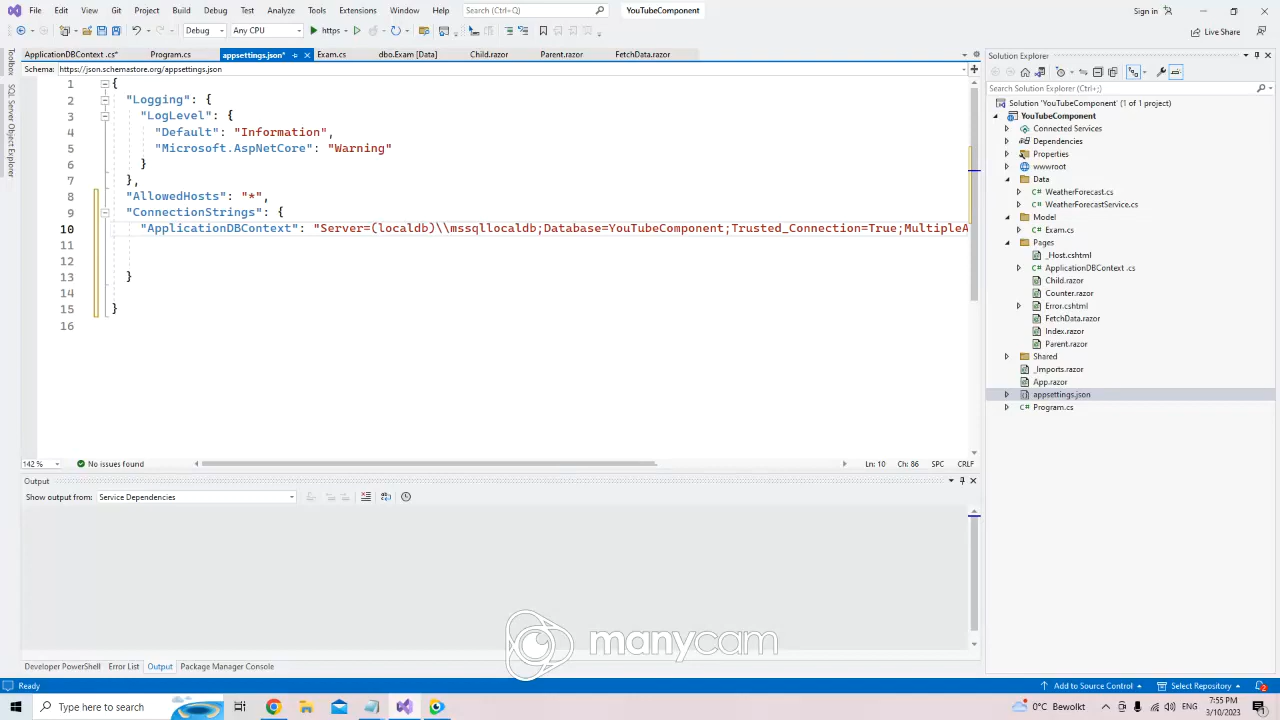 File Edit View Git Project Build Debug Test Analyze Tools Extensions Window Help Search (Ctrl+Q) YouTubeComponent Sign in
Debug Any CPU https Live Share
ApplicationDBContext .cs* Program.cs appsettings.json* Exam.cs dbo.Exam [Data] Child.razor Parent.razor FetchData.razor
Schema: https://json.schemastore.org/appsettings.json
1 {
2 "Logging": {
3 "LogLevel": {
4 "Default": "Information",
5 "Microsoft.AspNetCore": "Warning"
6 }
7 },
8 "AllowedHosts": "*",
9 "ConnectionStrings": {
10 "ApplicationDBContext": "Server=(localdb)\\mssqllocaldb;Database=YouTubeComponent;Trusted_Connection=True;MultipleA
11
12
13 }
14
15 }
16
142 % No issues found Ln: 10 Ch: 86 SPC CRLF
Output
Show output from: Service Dependencies
Developer PowerShell Error List Output Package Manager Console
Ready Add to Source Control Select Repository 2
Toolbox
SQL Server Object Explorer
Solution Explorer
Search Solution Explorer (Ctrl+;)
Solution 'YouTubeComponent' (1 of 1 project)
YouTubeComponent
Connected Services
Dependencies
Properties
wwwroot
Data
WeatherForecast.cs
WeatherForecastService.cs
Model
Exam.cs
Pages
_Host.cshtml
ApplicationDBContext .cs
Child.razor
Counter.razor
Error.cshtml
FetchData.razor
Index.razor
Parent.razor
Shared
_Imports.razor
App.razor
appsettings.json
Program.cs
manycam
Type here to search 0°C Bewolkt 7:55 PM
3/10/2023